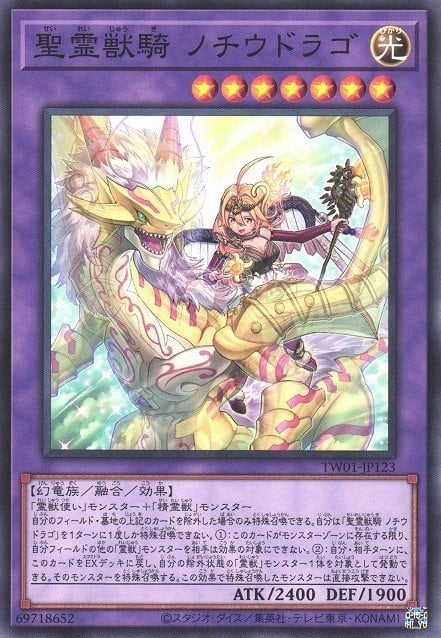 聖霊獣騎 ノチウドラゴ
光
TW01-JP123
【幻竜族／融合／効果】
「霊獣使い」モンスター＋「精霊獣」モンスター
自分のフィールド・墓地の上記のカードを除外した場合のみ特殊召喚できる。自分は「聖霊獣騎 ノチウ
ドラゴ」を1ターンに1度しか特殊召喚できない。①：このカードがモンスターゾーンに存在する限り、
自分フィールドの他の「霊獣」モンスターを相手は効果の対象にできない。②：自分・相手ターンに、
このカードをEXデッキに戻し、自分の除外状態の「霊獣」モンスター1体を対象として発動で
きる。そのモンスターを特殊召喚する。この効果で特殊召喚したモンスターは直接攻撃できない。
ATK/2400 DEF/1900
69718652
©スタジオ・ダイス／集英社・テレビ東京・KONAMI